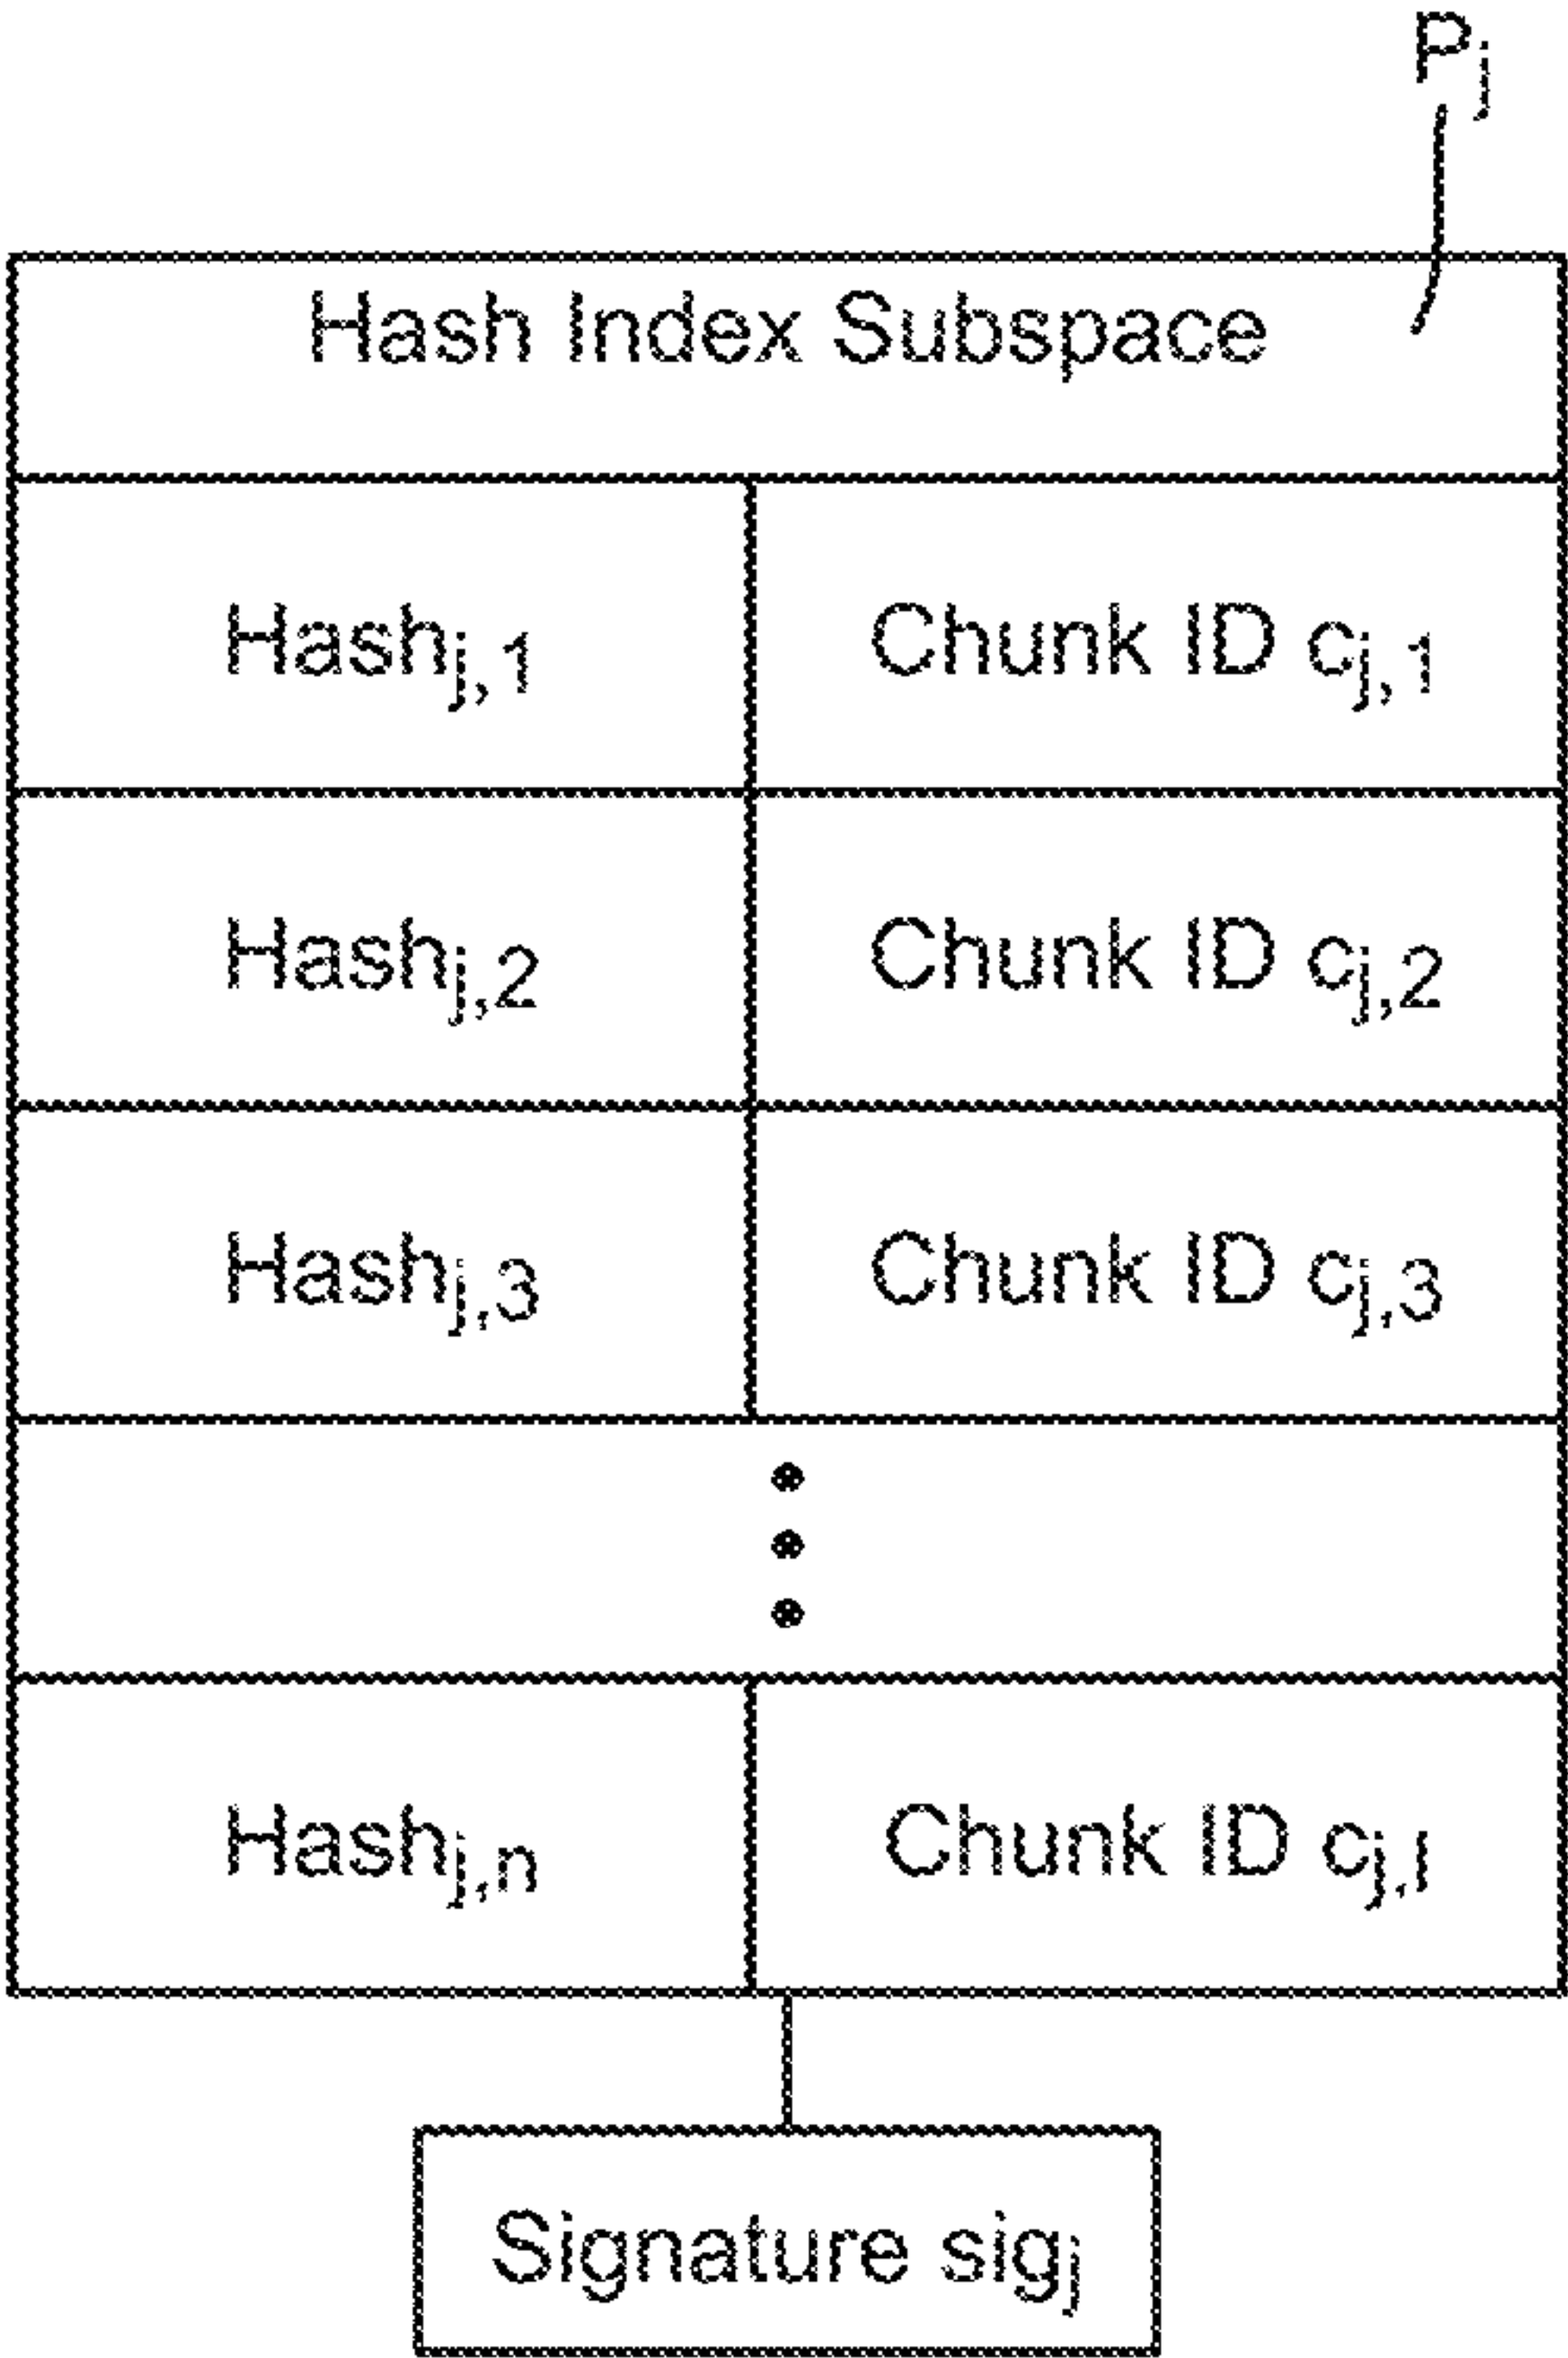 Pj
Hash Index Subspace
Hashj,1 Chunk ID cj,1
Hashj,2 Chunk ID cj,2
Hashj,3 Chunk ID cj,3
Hashj,n Chunk ID cj,l
Signature sigj